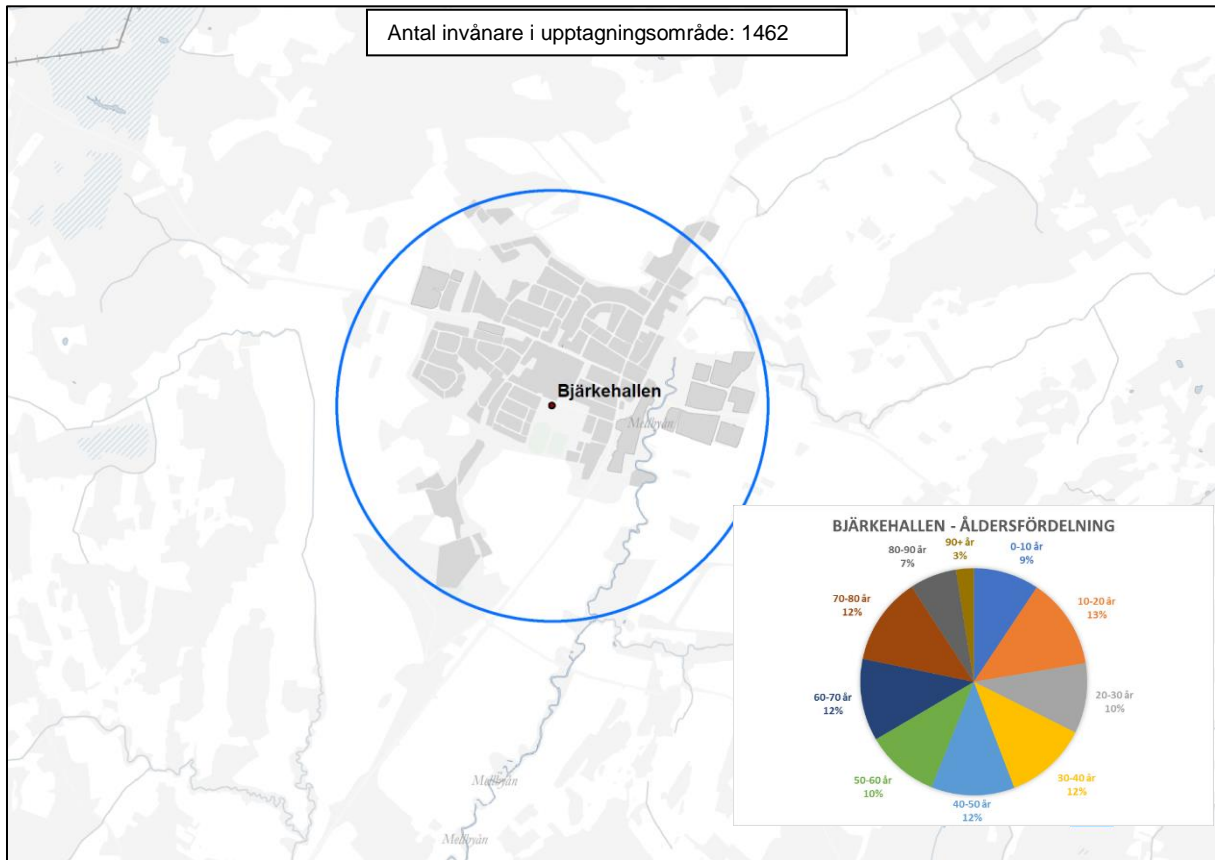 Antal invånare i upptagningsområde: 1462
Bjärkehallen
Mellbyån
BJÄRKEHALLEN - ÅLDERSFÖRDELNING
90+ år
3%
0-10 år
9%
80-90 år
7%
70-80 år
12%
10-20 år
13%
60-70 år
12%
20-30 år
10%
50-60 år
10%
30-40 år
12%
40-50 år
12%
Mellbyån
Mellbyån